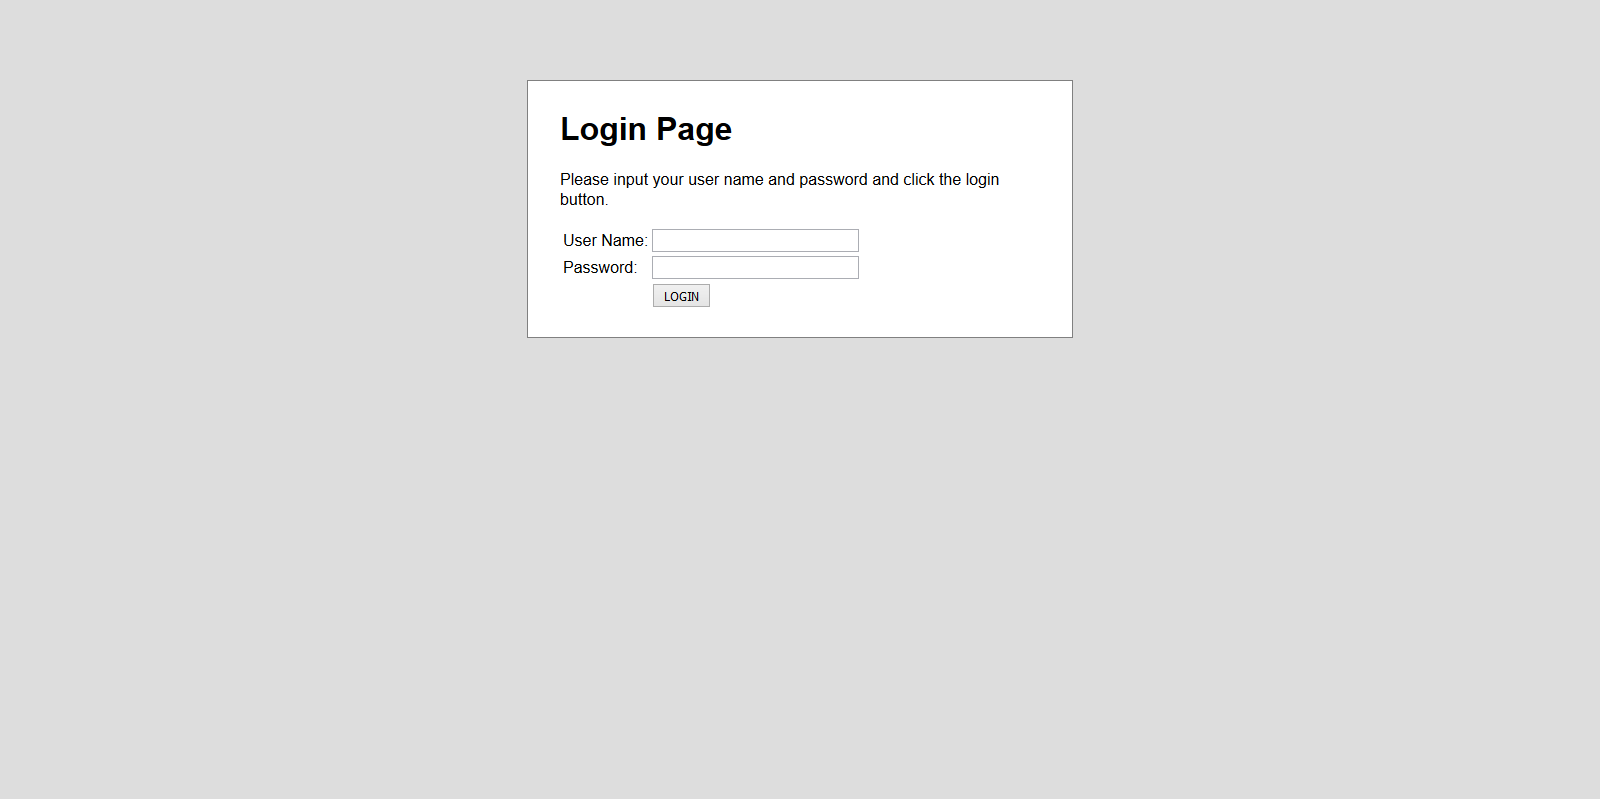 Login Page
Please input your user name and password and click the login
button.
User Name:
Password:
LOGIN